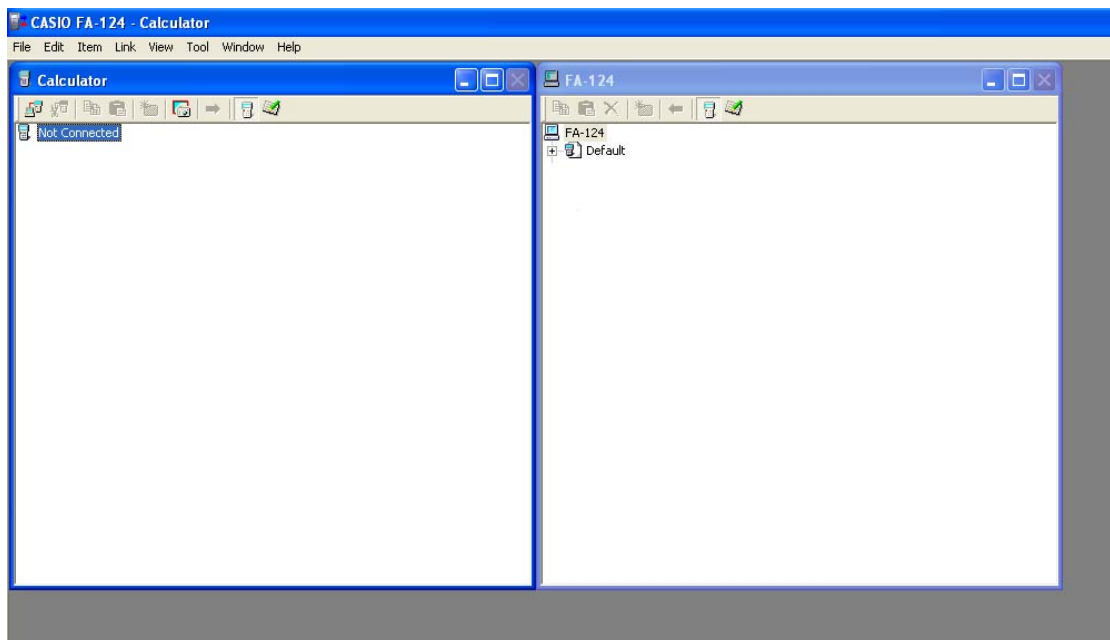 CASIO FA-124 - Calculator
File Edit Item Link View Tool Window Help
Calculator
Not Connected
FA-124
FA-124
Default